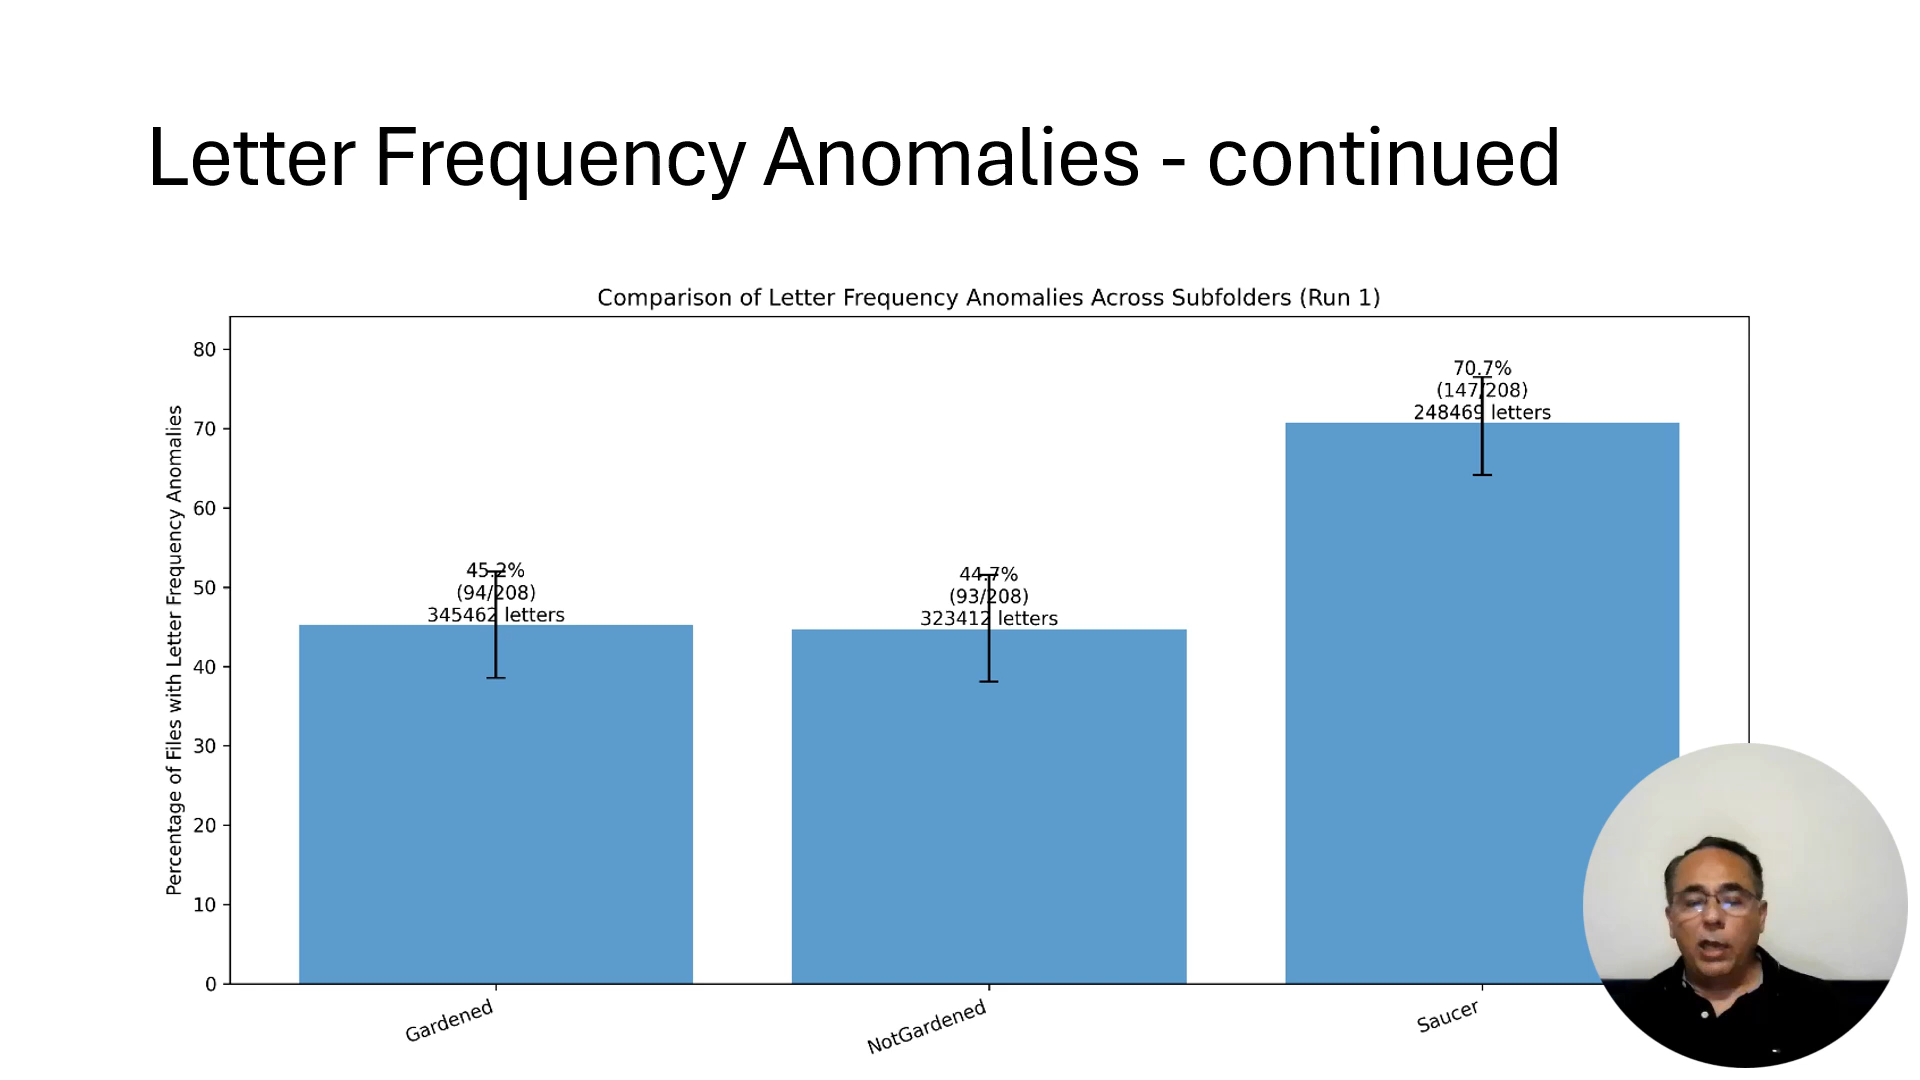 Letter Frequency Anomalies - continued
Comparison of Letter Frequency Anomalies Across Subfolders (Run 1)
Percentage of Files with Letter Frequency Anomalies
80
70
60
50
40
30
20
10
0
45.2%
(94/208)
345462 letters
44.7%
(93/208)
323412 letters
70.7%
(147/208)
248469 letters
Gardened
NotGardened
Saucer